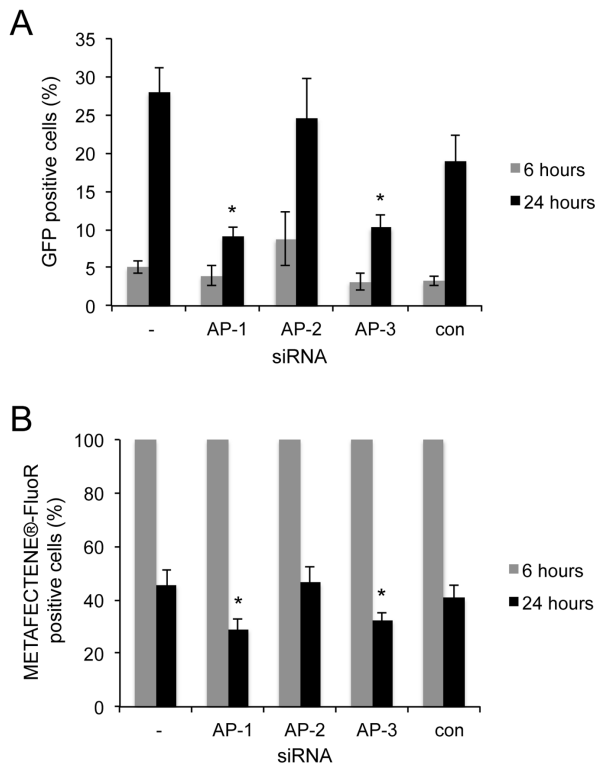 A
GFP positive cells (%)
35
30
25
20
15
10
5
0
*
*
6 hours
24 hours
- AP-1 AP-2 AP-3 con
siRNA
B
METAFECTENE®-FluoR
positive cells (%)
100
80
60
40
20
0
*
*
6 hours
24 hours
- AP-1 AP-2 AP-3 con
siRNA